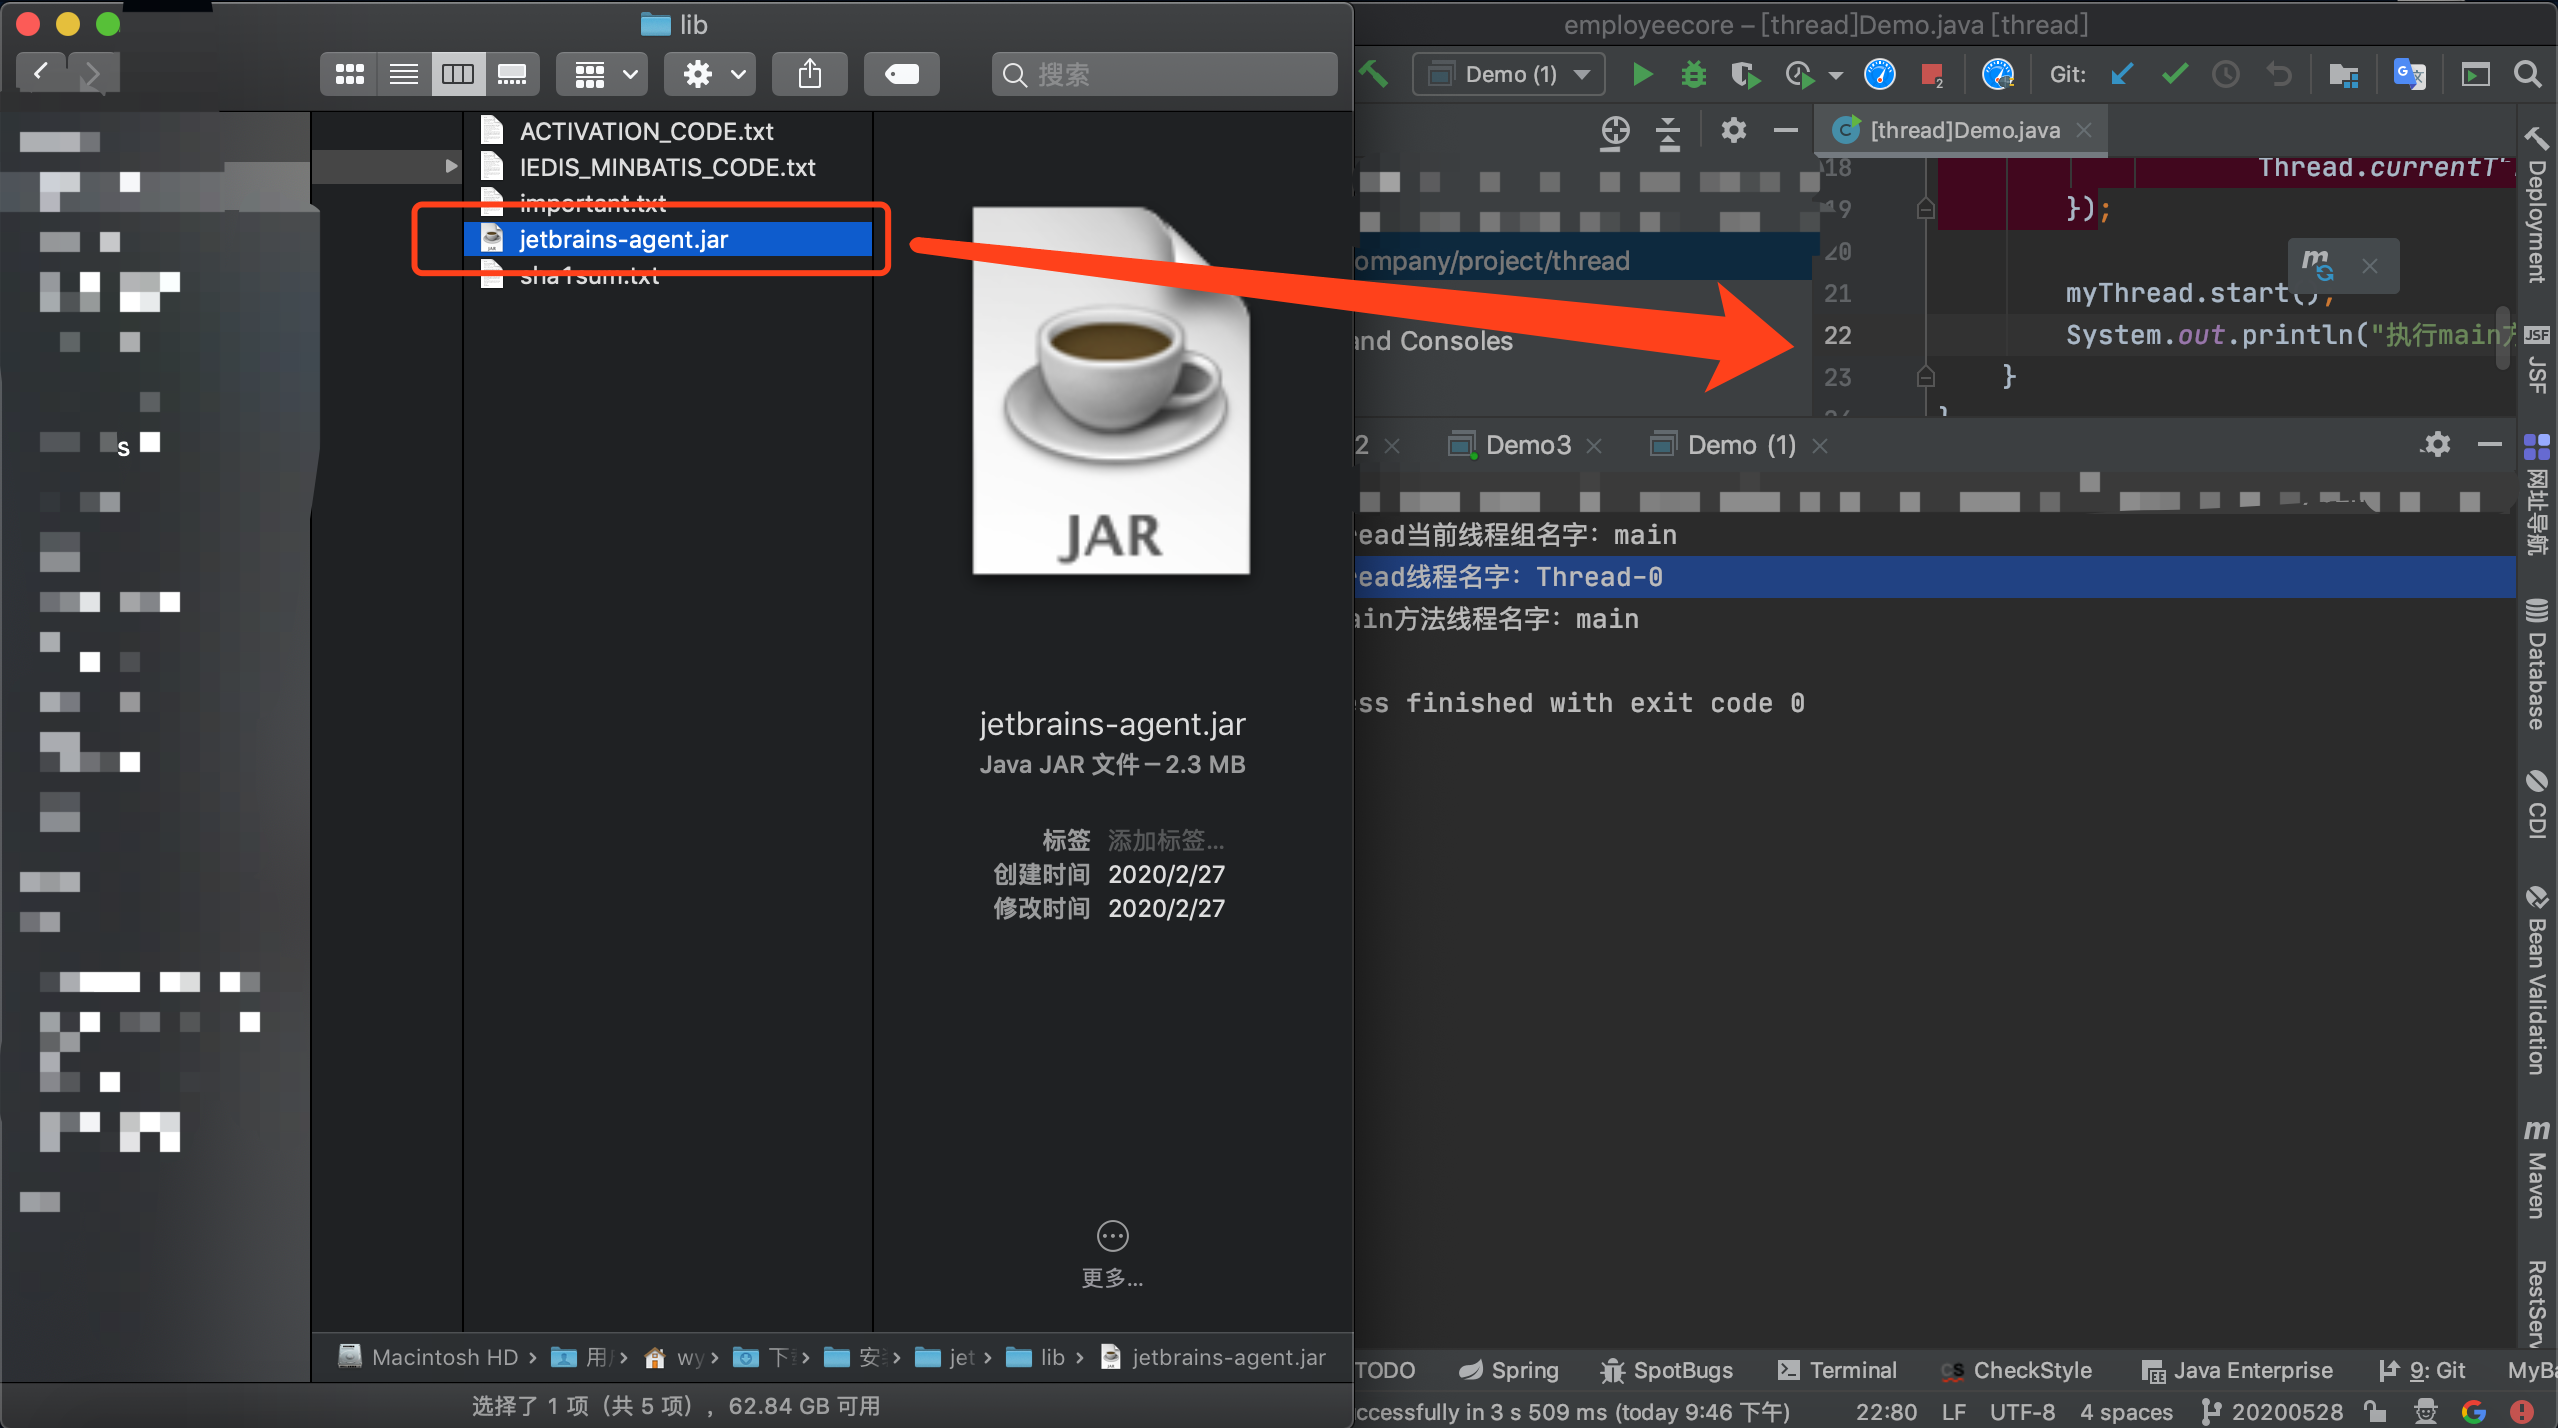 lib
搜索
ACTIVATION_CODE.txt
IEDIS_MINBATIS_CODE.txt
important.txt
jetbrains-agent.jar
sha1sum.txt
s
JAR
jetbrains-agent.jar
Java JAR 文件 – 2.3 MB
标签 添加标签...
创建时间 2020/2/27
修改时间 2020/2/27
更多...
Macintosh HD › 用 › wy › 下 › 安 › jet › lib › jetbrains-agent.jar
选择了 1 项（共 5 项），62.84 GB 可用
employeecore – [thread]Demo.java [thread]
Demo (1)
2
Git:
[thread]Demo.java
ompany/project/thread
and Consoles
18 Thread.currentT
19 });
20
21 myThread.start();
22 System.out.println("执行main
23 }
}
2
Demo3
Demo (1)
read当前线程组名字：main
read线程名字：Thread-0
ain方法线程名字：main
ess finished with exit code 0
Deployment
JSF
JSF
网址导航
Database
CDI
Bean Validation
m
Maven
RestServ
TODO
Spring
SpotBugs
Terminal
CS CheckStyle
EE Java Enterprise
9: Git
MyBa
ccessfully in 3 s 509 ms (today 9:46 下午)
22:80
LF
UTF-8
4 spaces
20200528